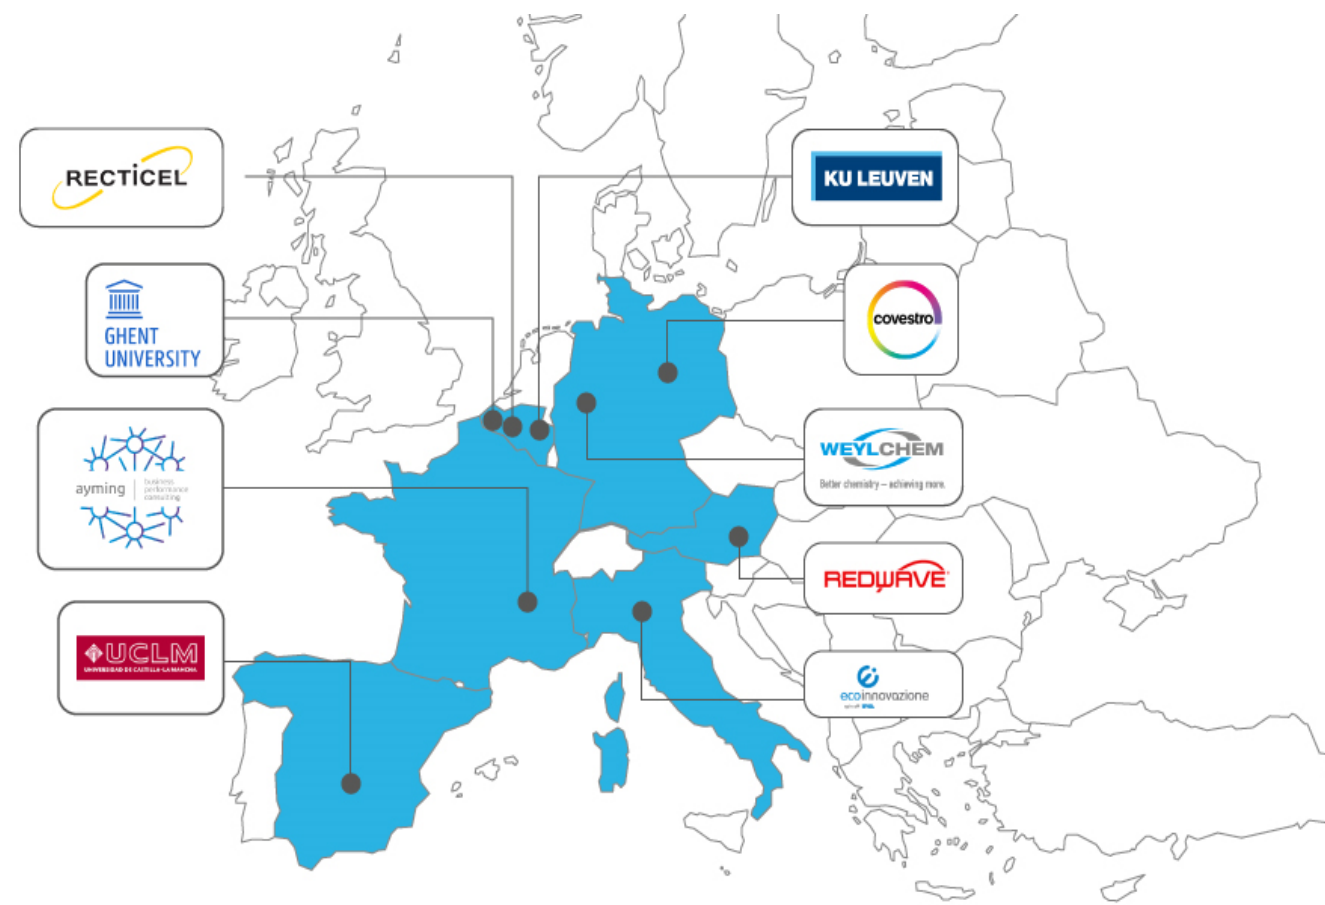 RECTICEL
KU LEUVEN
GHENT
UNIVERSITY
covestro
ayming
business
performance
consulting
WEYLCHEM
Better chemistry – achieving more.
REDWAVE
UCLM
UNIVERSIDAD DE CASTILLA-LA MANCHA
ecoinnovazione